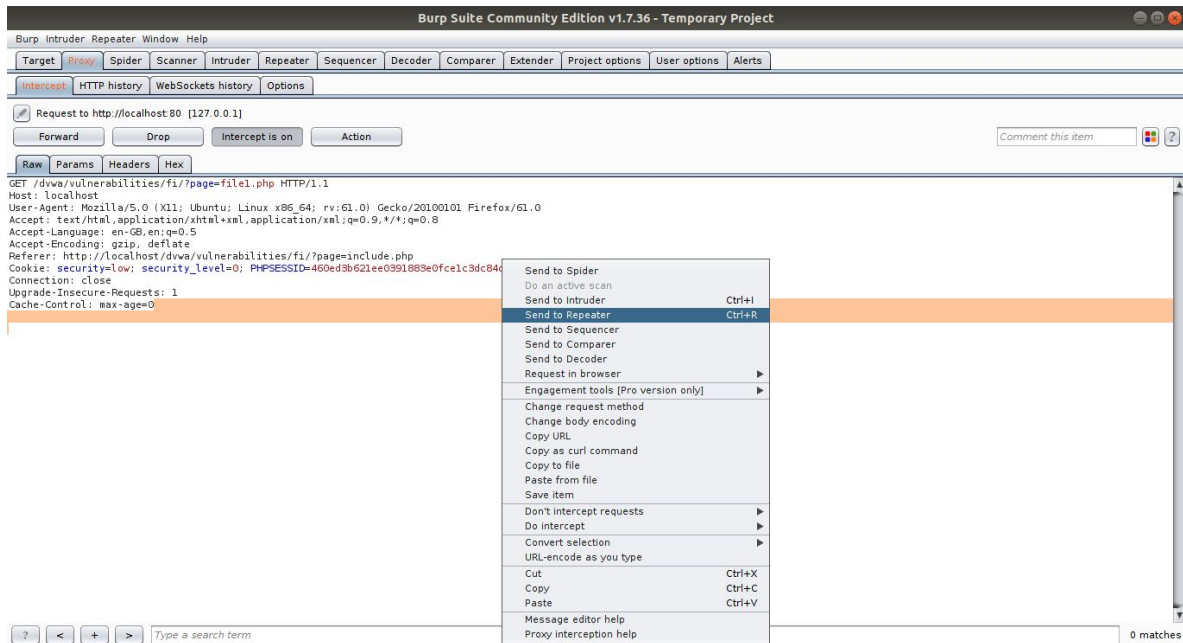 Burp Suite Community Edition v1.7.36 - Temporary Project
Burp Intruder Repeater Window Help
Target Proxy Spider Scanner Intruder Repeater Sequencer Decoder Comparer Extender Project options User options Alerts
Intercept HTTP history WebSockets history Options
Request to http://localhost:80 [127.0.0.1]
Forward Drop Intercept is on Action Comment this item ?
Raw Params Headers Hex
GET /dvwa/vulnerabilities/fi/?page=file1.php HTTP/1.1
Host: localhost
User-Agent: Mozilla/5.0 (X11; Ubuntu; Linux x86_64; rv:61.0) Gecko/20100101 Firefox/61.0
Accept: text/html,application/xhtml+xml,application/xml;q=0.9,*/*;q=0.8
Accept-Language: en-GB,en;q=0.5
Accept-Encoding: gzip, deflate
Referer: http://localhost/dvwa/vulnerabilities/fi/?page=include.php
Cookie: security=low; security_level=0; PHPSESSID=460ed3b621ee0391883e0fce1c3dc84c
Connection: close
Upgrade-Insecure-Requests: 1
Cache-Control: max-age=0
Send to Spider
Do an active scan
Send to Intruder Ctrl+I
Send to Repeater Ctrl+R
Send to Sequencer
Send to Comparer
Send to Decoder
Request in browser
Engagement tools [Pro version only]
Change request method
Change body encoding
Copy URL
Copy as curl command
Copy to file
Paste from file
Save item
Don't intercept requests
Do intercept
Convert selection
URL-encode as you type
Cut Ctrl+X
Copy Ctrl+C
Paste Ctrl+V
Message editor help
Proxy interception help
? < + > Type a search term 0 matches